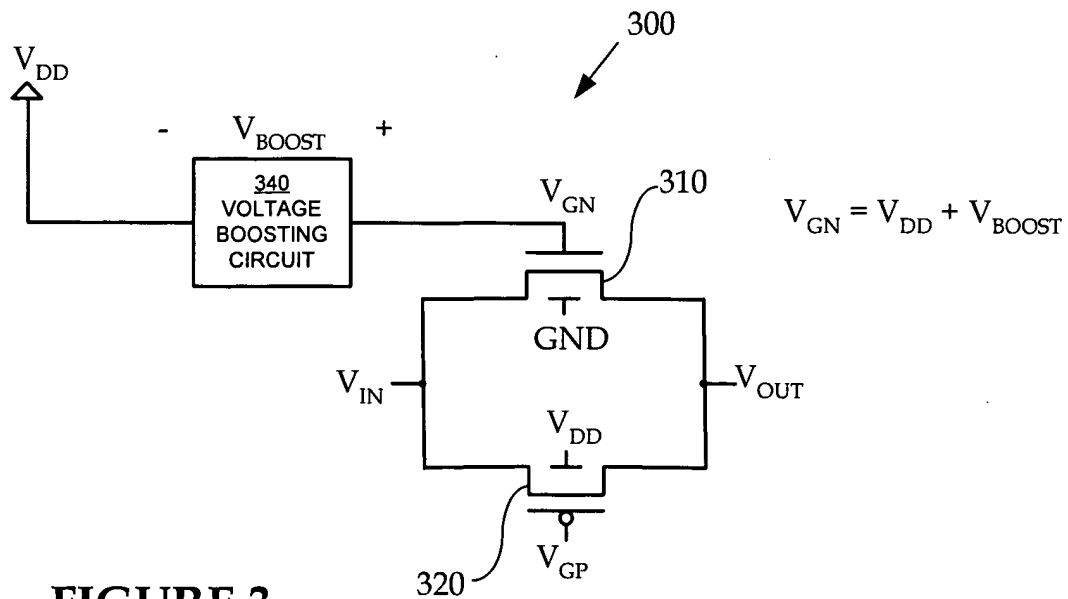 300
V_DD
- V_BOOST +
340
VOLTAGE
BOOSTING
CIRCUIT
V_GN
310
V_GN = V_DD + V_BOOST
GND
V_IN
V_OUT
V_DD
V_GP
320